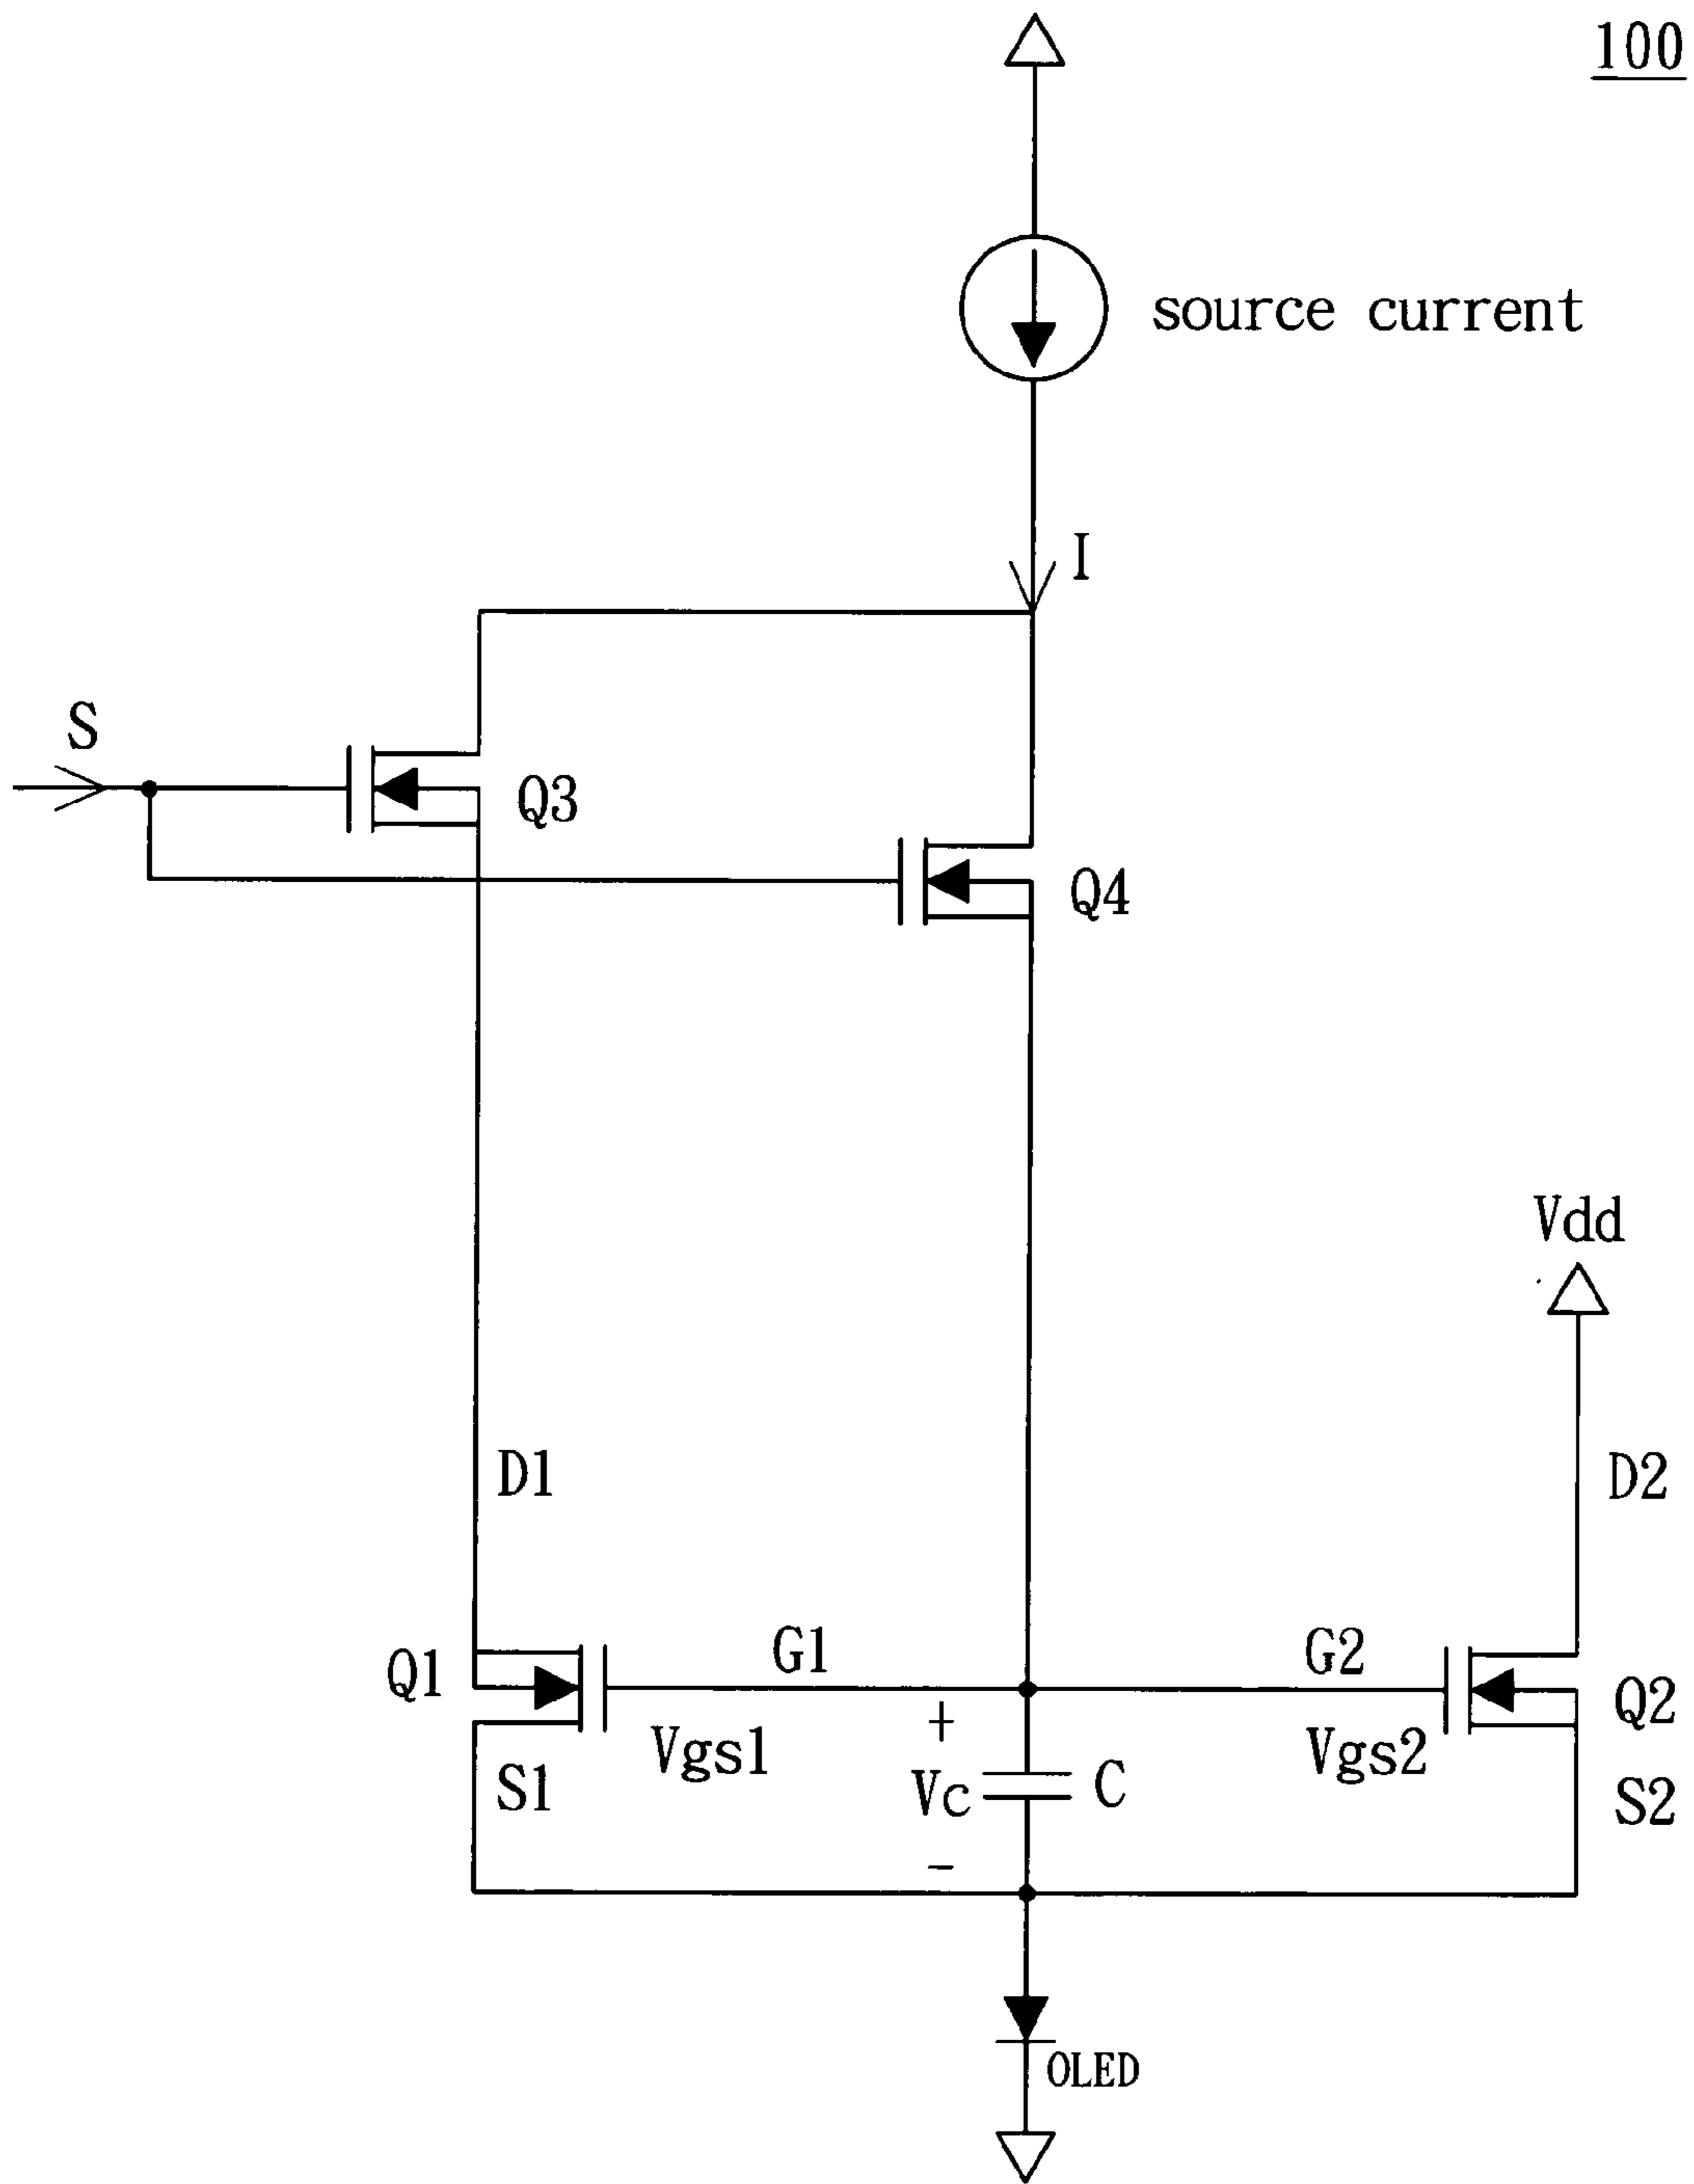 100
source current
I
S
Q3
Q4
Vdd
D1
D2
Q1
G1
G2
Q2
Vgs1
+
Vgs2
S1
Vc
C
S2
-
OLED